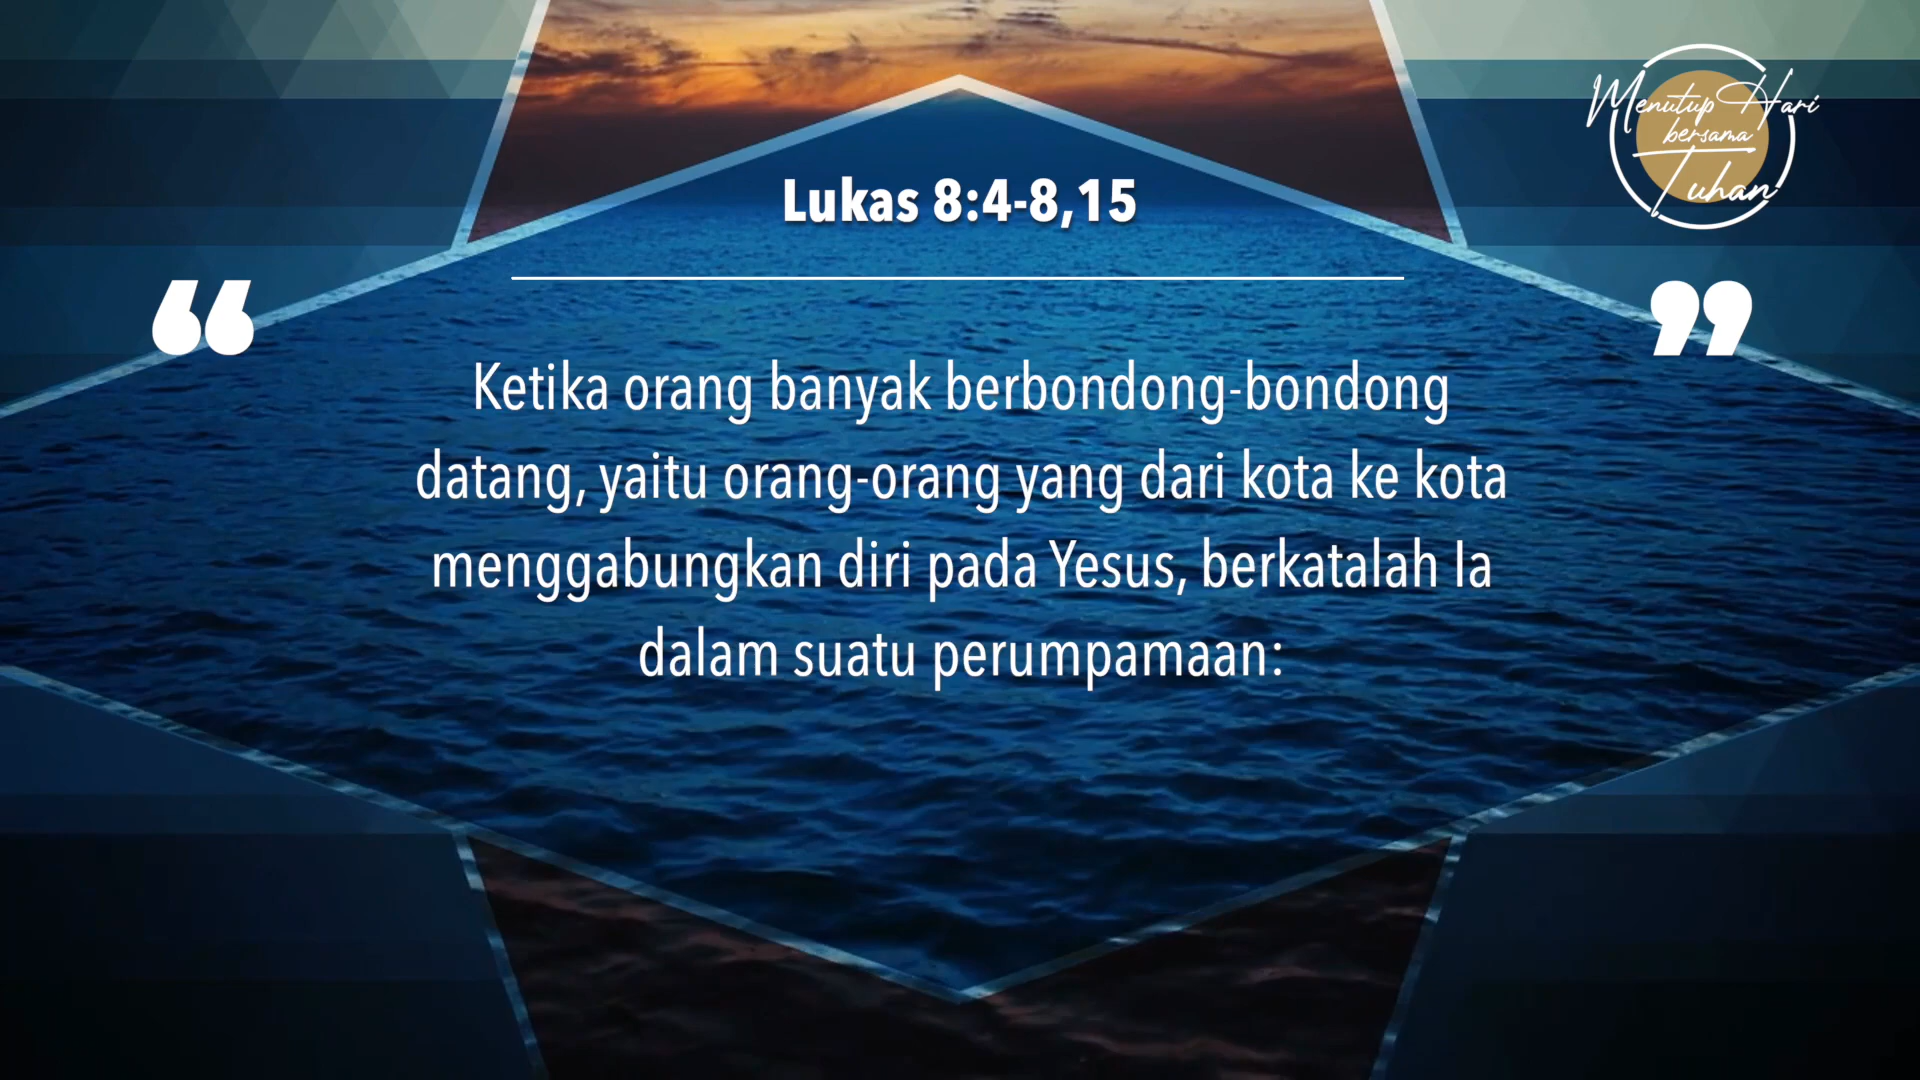 Menutup Hari
bersama
Tuhan
Lukas 8:4-8,15
“ ”
Ketika orang banyak berbondong-bondong
datang, yaitu orang-orang yang dari kota ke kota
menggabungkan diri pada Yesus, berkatalah Ia
dalam suatu perumpamaan: